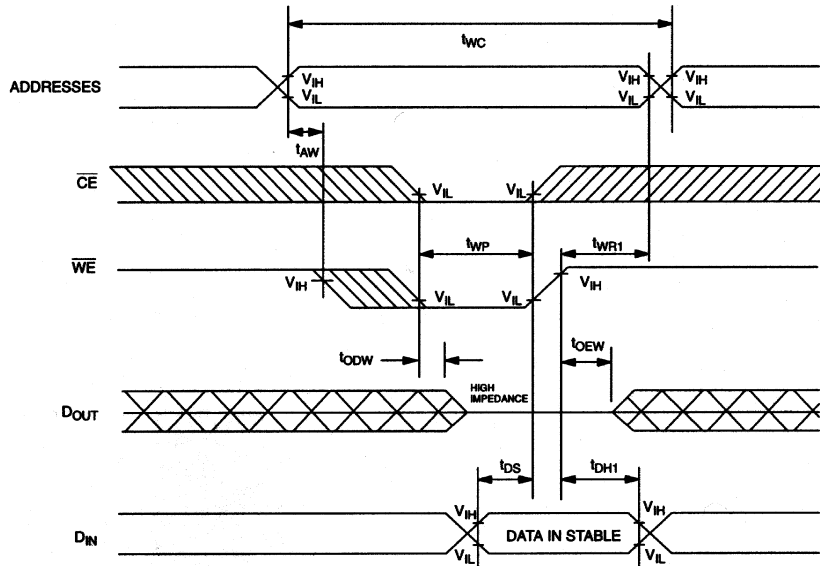 tWC
ADDRESSES
VIH
VIL
VIH
VIL
VIH
VIL
tAW
CE
VIL
VIL
tWP
tWR1
WE
VIH
VIL
VIL
VIH
tODW
tOEW
DOUT
HIGH
IMPEDANCE
tDS
tDH1
DIN
VIH
VIL
DATA IN STABLE
VIH
VIL